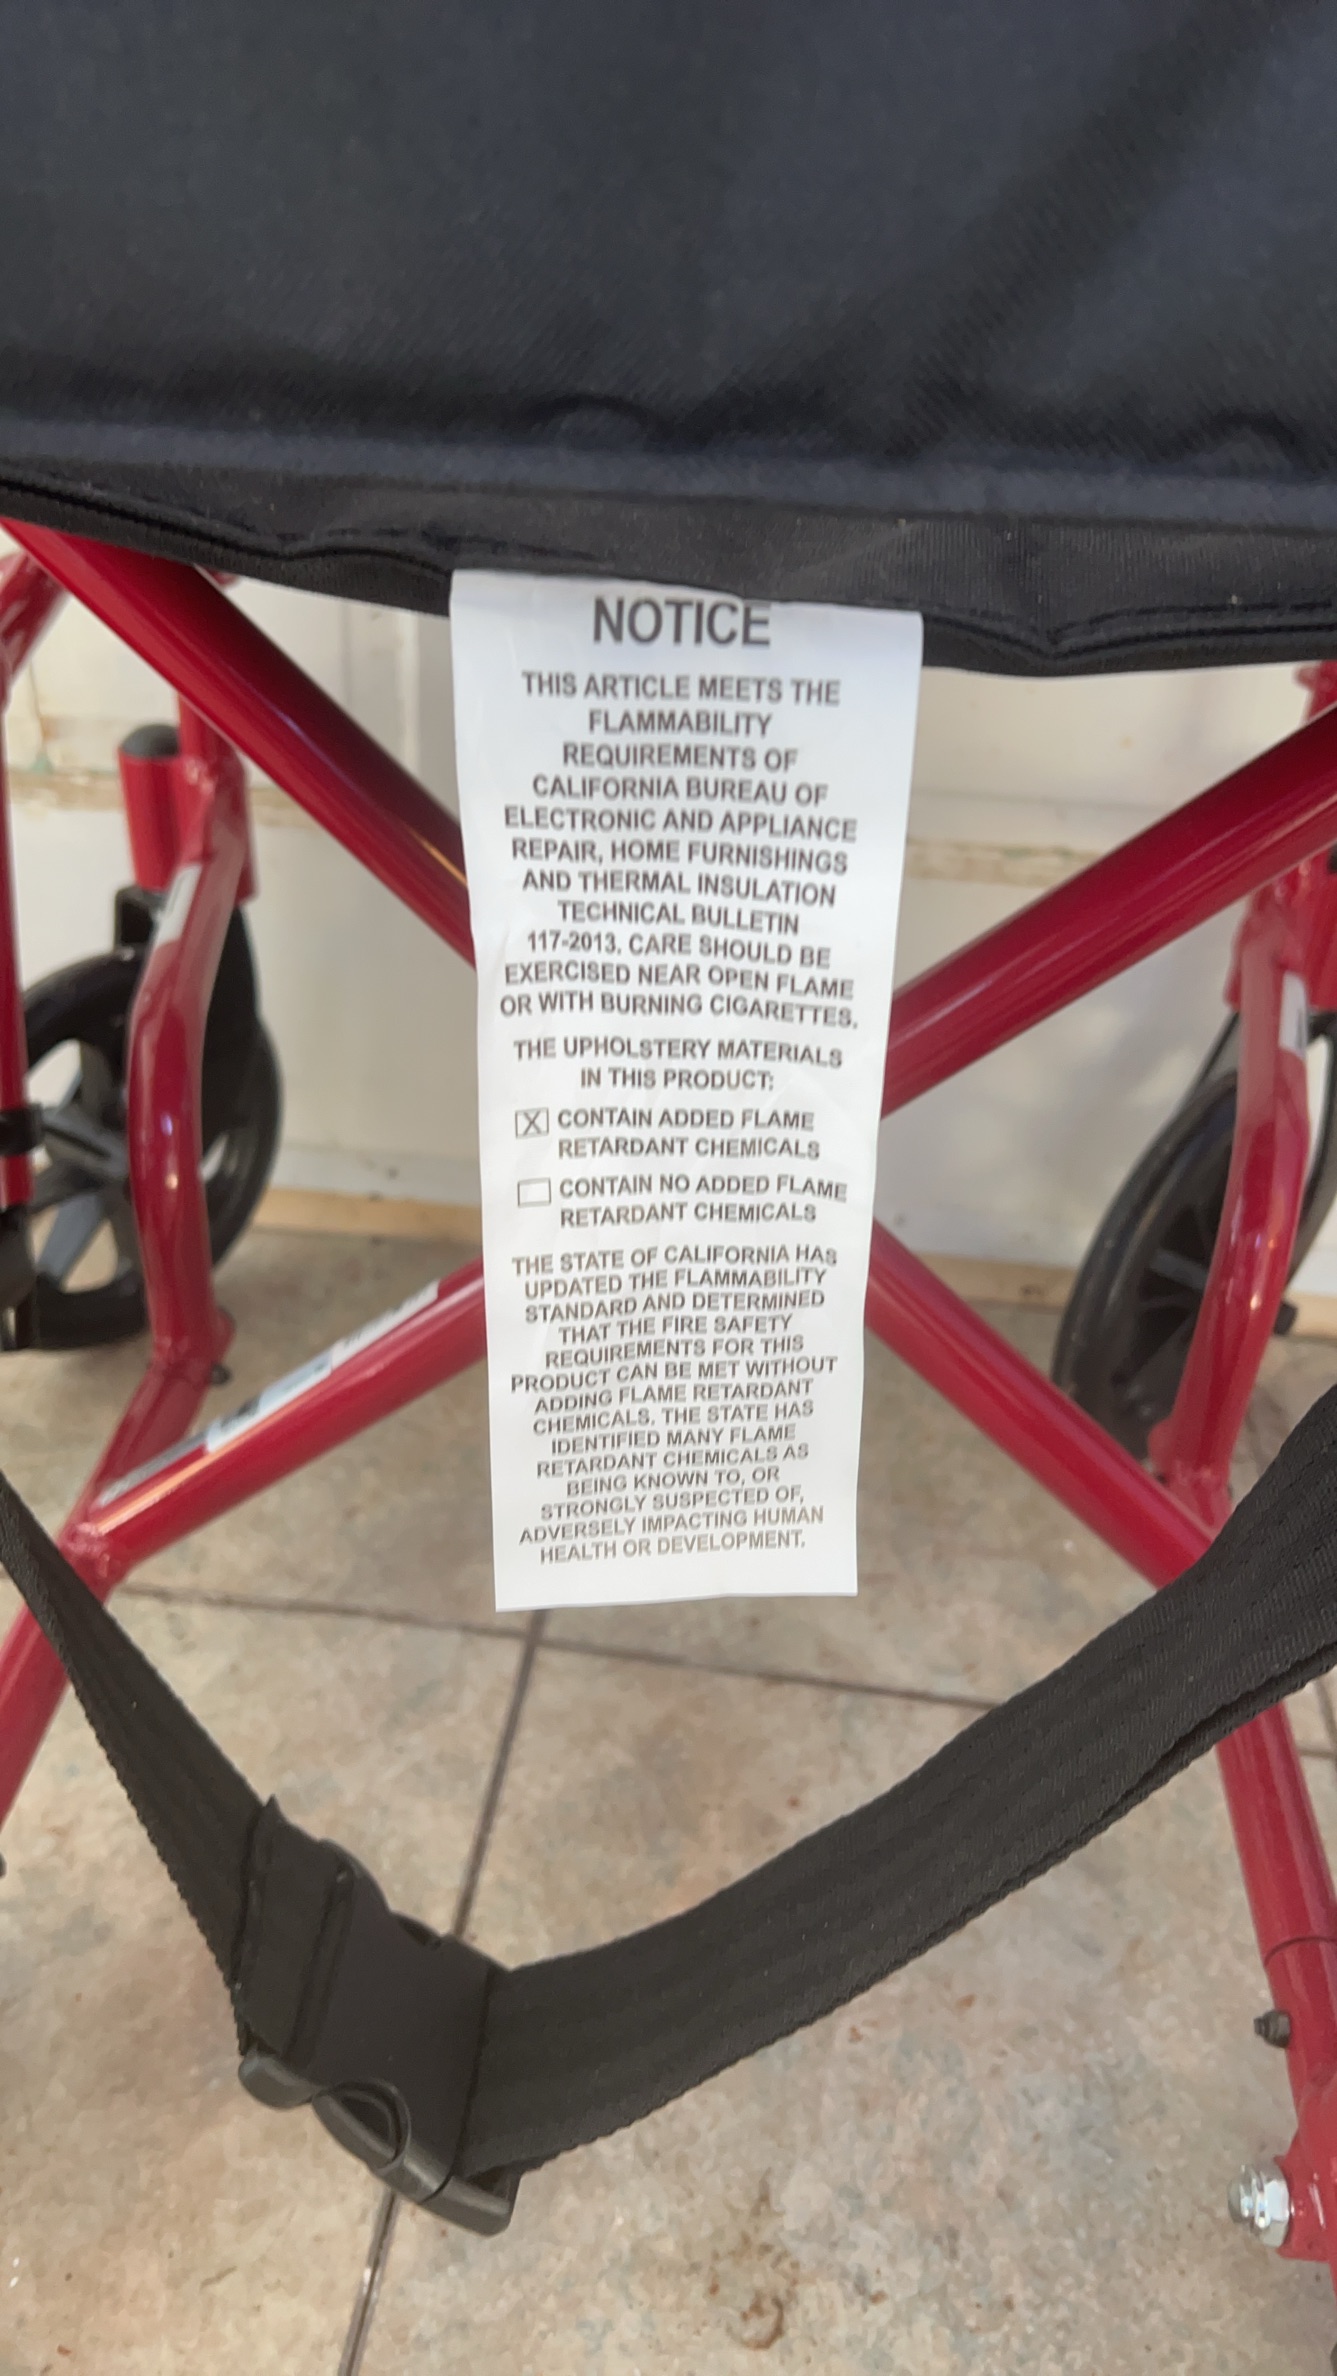 NOTICE
THIS ARTICLE MEETS THE
FLAMMABILITY
REQUIREMENTS OF
CALIFORNIA BUREAU OF
ELECTRONIC AND APPLIANCE
REPAIR, HOME FURNISHINGS
AND THERMAL INSULATION
TECHNICAL BULLETIN
117-2013. CARE SHOULD BE
EXERCISED NEAR OPEN FLAME
OR WITH BURNING CIGARETTES.
THE UPHOLSTERY MATERIALS
IN THIS PRODUCT:
X CONTAIN ADDED FLAME
RETARDANT CHEMICALS
CONTAIN NO ADDED FLAME
RETARDANT CHEMICALS
THE STATE OF CALIFORNIA HAS
UPDATED THE FLAMMABILITY
STANDARD AND DETERMINED
THAT THE FIRE SAFETY
REQUIREMENTS FOR THIS
PRODUCT CAN BE MET WITHOUT
ADDING FLAME RETARDANT
CHEMICALS. THE STATE HAS
IDENTIFIED MANY FLAME
RETARDANT CHEMICALS AS
BEING KNOWN TO, OR
STRONGLY SUSPECTED OF,
ADVERSELY IMPACTING HUMAN
HEALTH OR DEVELOPMENT.